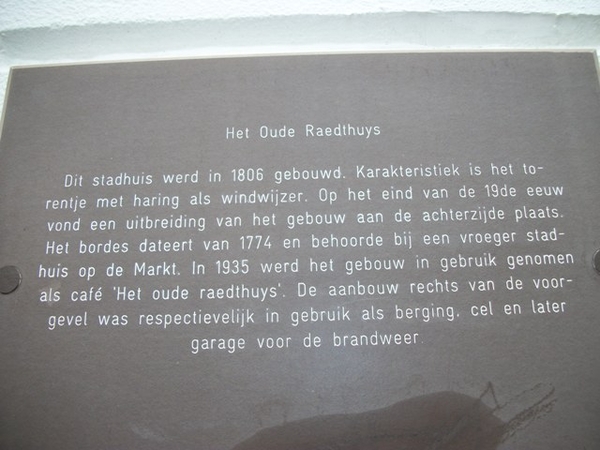 Het Oude Raedthuys
Dit stadhuis werd in 1806 gebouwd. Karakteristiek is het to-
rentje met haring als windwijzer. Op het eind van de 19de eeuw
vond een uitbreiding van het gebouw aan de achterzijde plaats.
Het bordes dateert van 1774 en behoorde bij een vroeger stad-
huis op de Markt. In 1935 werd het gebouw in gebruik genomen
als café 'Het oude raedthuys'. De aanbouw rechts van de voor-
gevel was respectievelijk in gebruik als berging, cel en later
garage voor de brandweer.